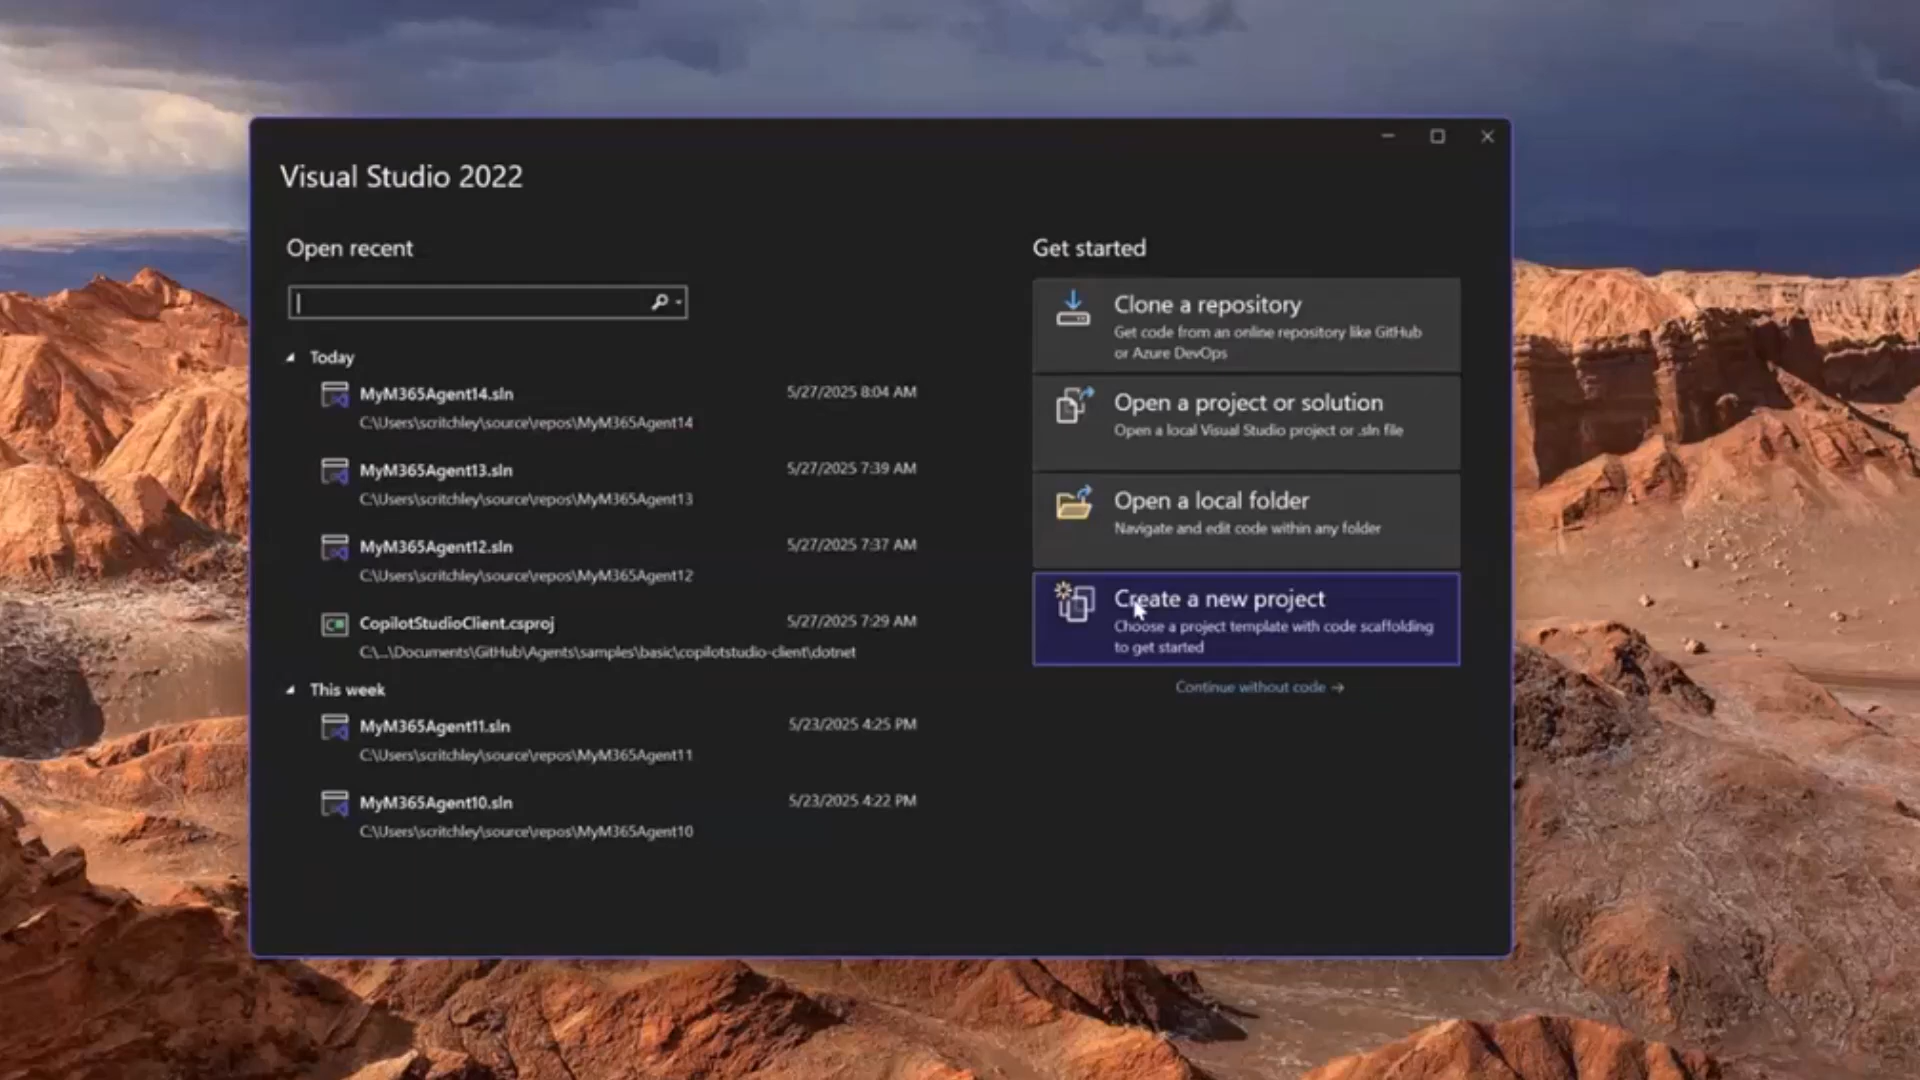 Visual Studio 2022
Open recent
Today
MyM365Agent14.sln
5/27/2025 8:04 AM
C:\Users\scritchley\source\repos\MyM365Agent14
MyM365Agent13.sln
5/27/2025 7:39 AM
C:\Users\scritchley\source\repos\MyM365Agent13
MyM365Agent12.sln
5/27/2025 7:37 AM
C:\Users\scritchley\source\repos\MyM365Agent12
CopilotStudioClient.csproj
5/27/2025 7:29 AM
C:\...\Documents\GitHub\Agents\samples\basic\copilotstudio-client\dotnet
This week
MyM365Agent11.sln
5/23/2025 4:25 PM
C:\Users\scritchley\source\repos\MyM365Agent11
MyM365Agent10.sln
5/23/2025 4:22 PM
C:\Users\scritchley\source\repos\MyM365Agent10
Get started
Clone a repository
Get code from an online repository like GitHub
or Azure DevOps
Open a project or solution
Open a local Visual Studio project or .sln file
Open a local folder
Navigate and edit code within any folder
Create a new project
Choose a project template with code scaffolding
to get started
Continue without code →